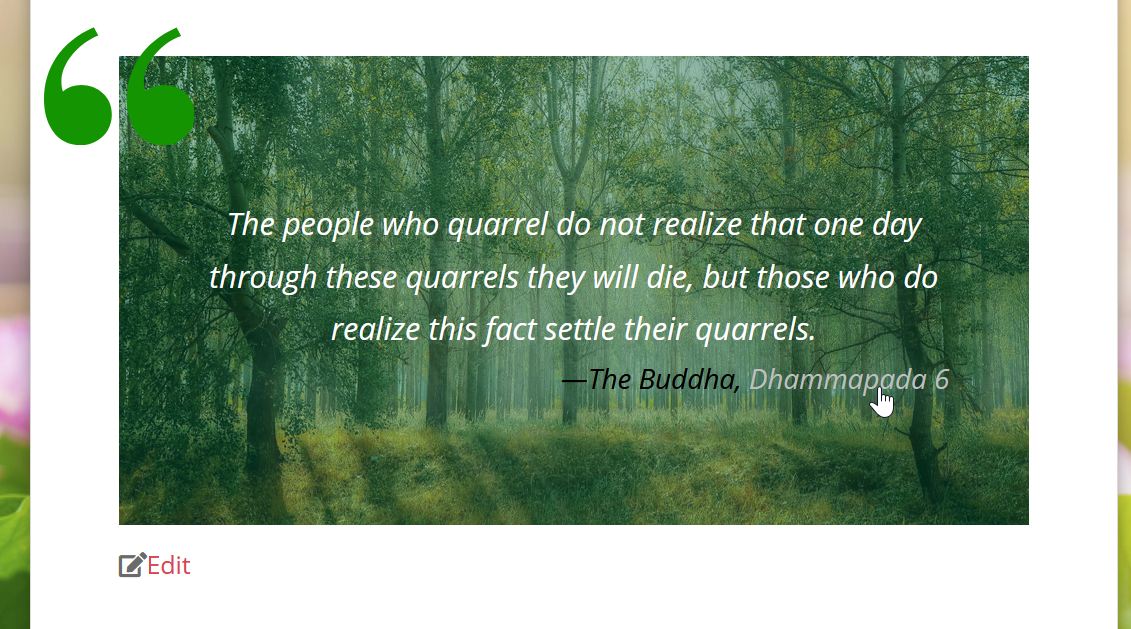 The people who quarrel do not realize that one day
through these quarrels they will die, but those who do
realize this fact settle their quarrels.
—The Buddha, Dhammapada 6
Edit